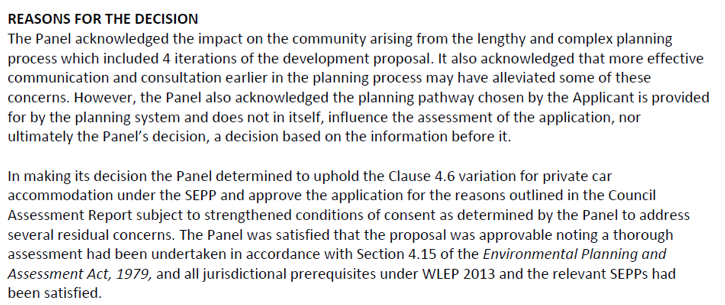 REASONS FOR THE DECISION
The Panel acknowledged the impact on the community arising from the lengthy and complex planning
process which included 4 iterations of the development proposal. It also acknowledged that more effective
communication and consultation earlier in the planning process may have alleviated some of these
concerns. However, the Panel also acknowledged the planning pathway chosen by the Applicant is provided
for by the planning system and does not in itself, influence the assessment of the application, nor
ultimately the Panel's decision, a decision based on the information before it.
In making its decision the Panel determined to uphold the Clause 4.6 variation for private car
accommodation under the SEPP and approve the application for the reasons outlined in the Council
Assessment Report subject to strengthened conditions of consent as determined by the Panel to address
several residual concerns. The Panel was satisfied that the proposal was approvable noting a thorough
assessment had been undertaken in accordance with Section 4.15 of the Environmental Planning and
Assessment Act, 1979, and all jurisdictional prerequisites under WLEP 2013 and the relevant SEPPs had
been satisfied.